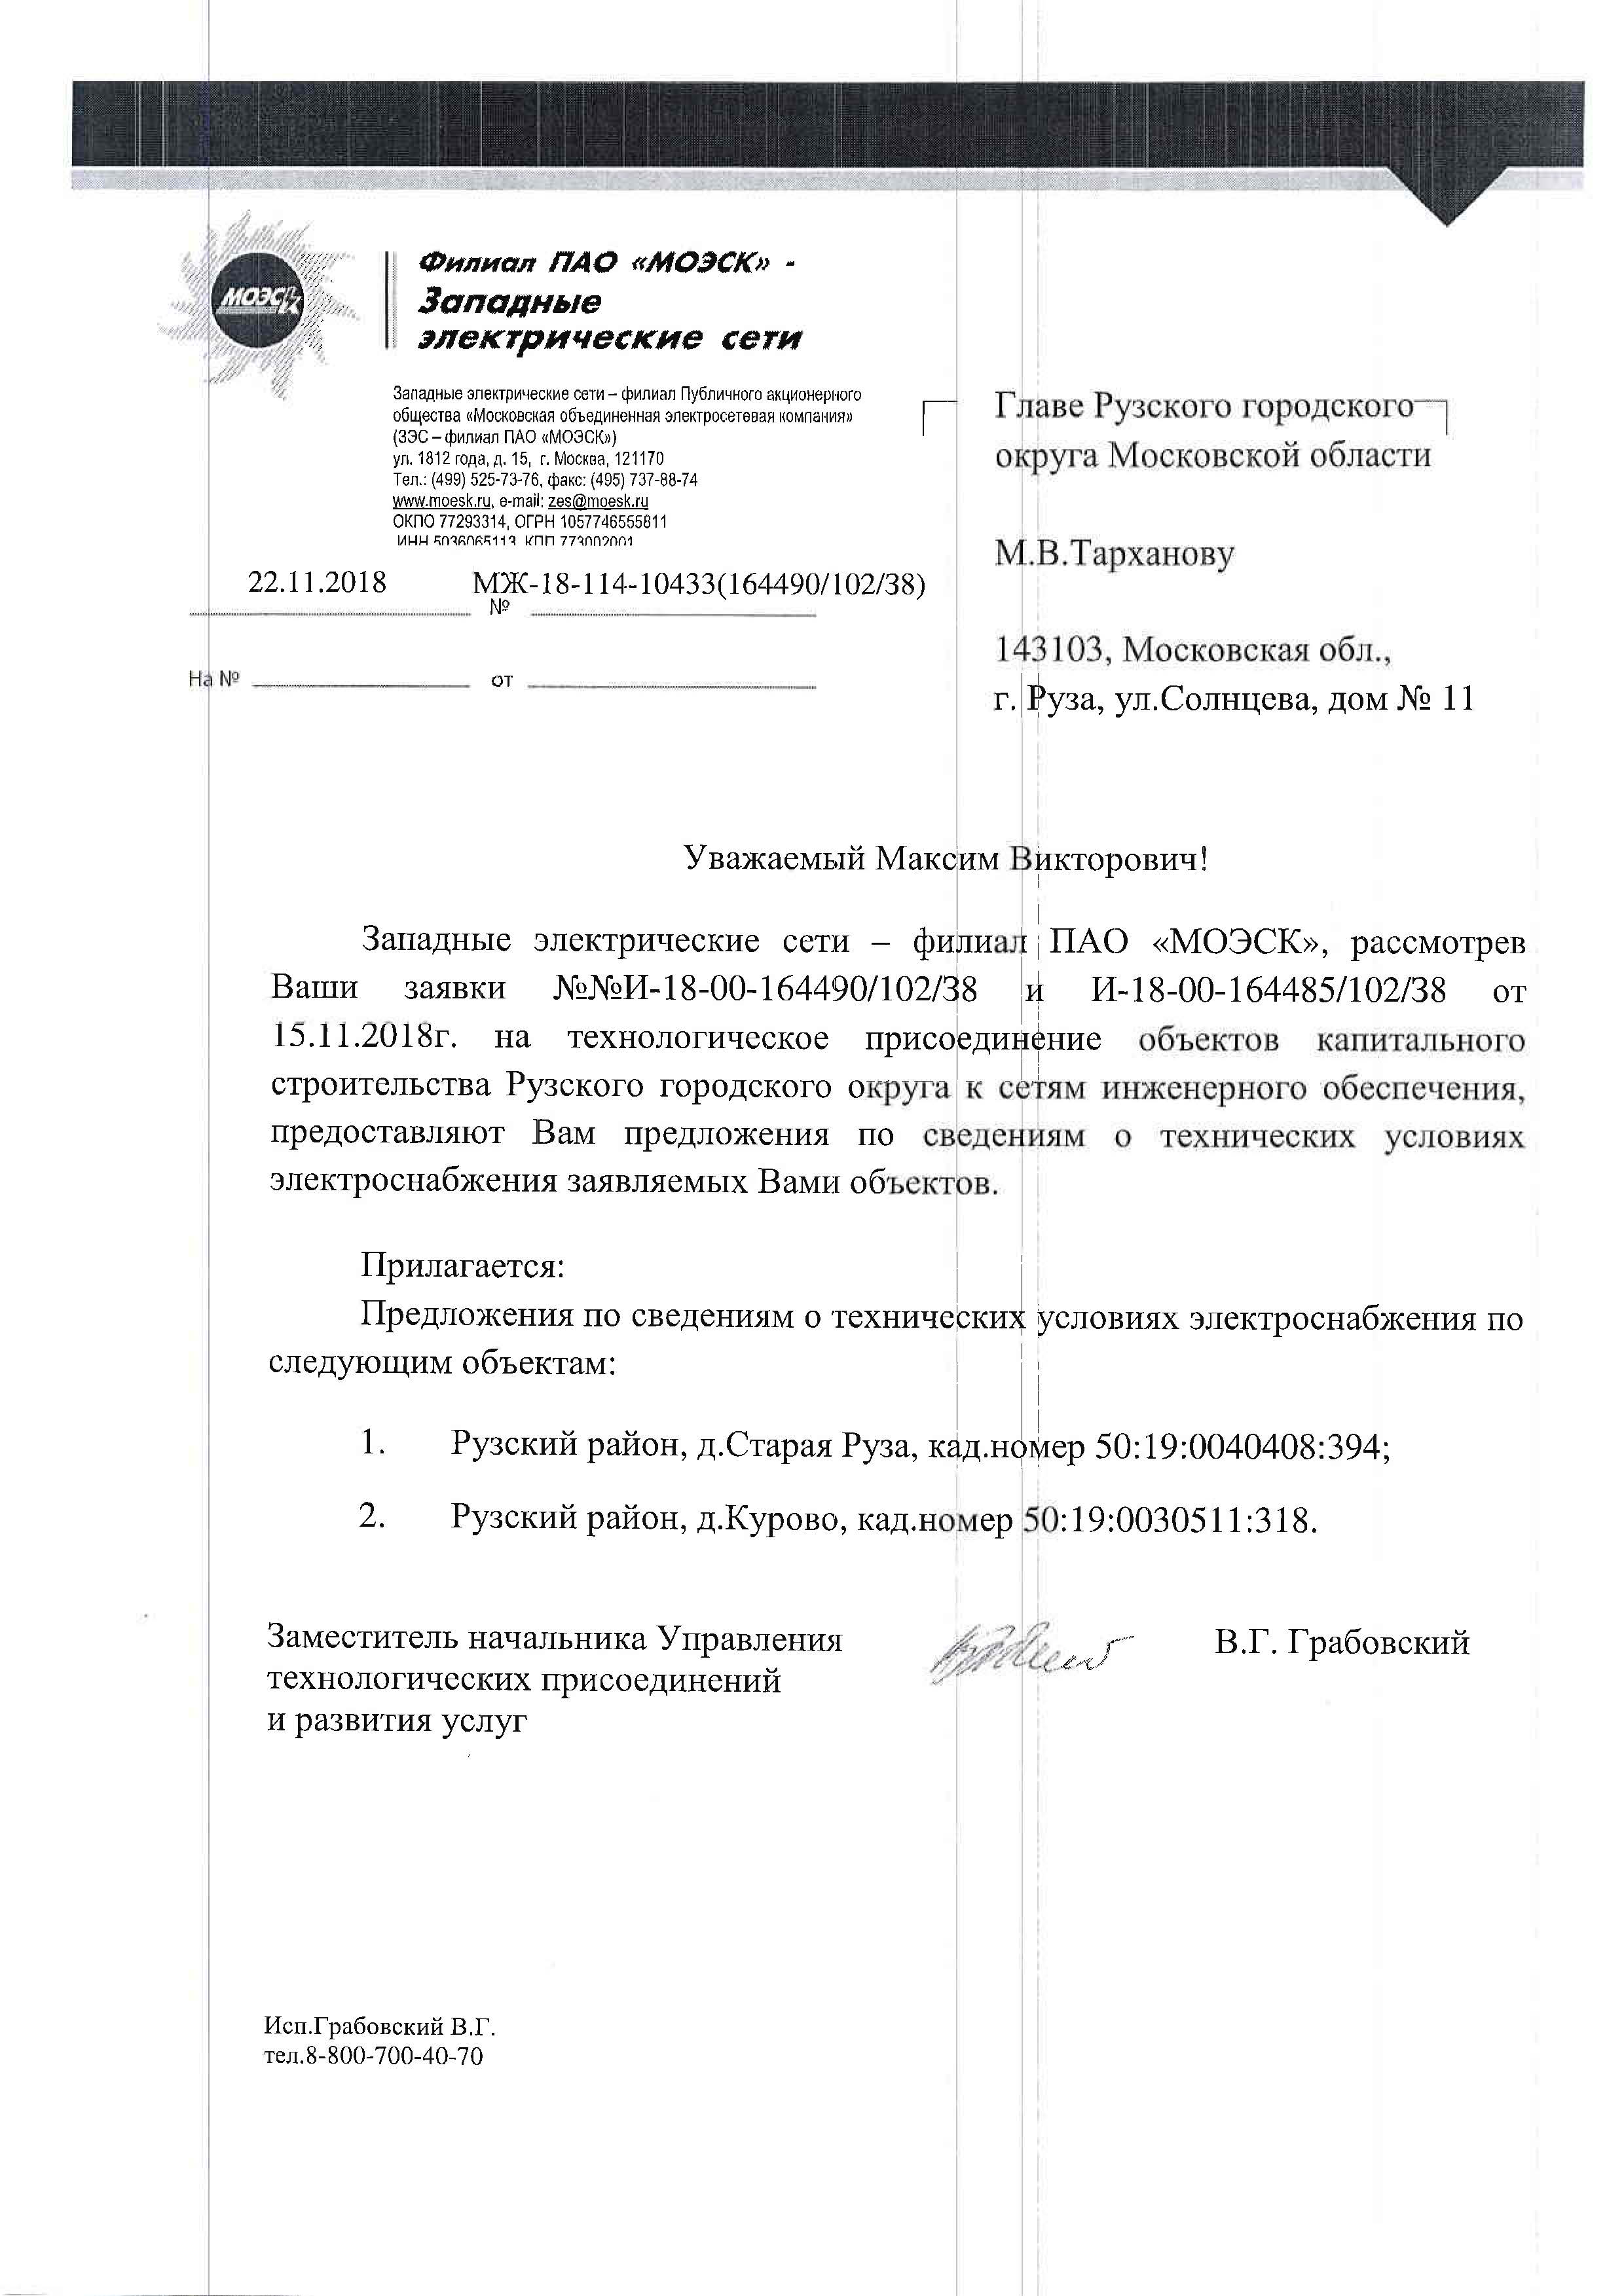 МОЭСК
Филиал ПАО «МОЭСК» -
Западные
электрические сети
Западные электрические сети – филиал Публичного акционерного
общества «Московская объединенная электросетевая компания»
(ЗЭС – филиал ПАО «МОЭСК»)
ул. 1812 года, д. 15, г. Москва, 121170
Тел.: (499) 525-73-76, факс: (495) 737-88-74
www.moesk.ru, e-mail: zes@moesk.ru
ОКПО 77293314, ОГРН 1057746555811
ИНН 5036065113, КПП 773002001
22.11.2018 МЖ-18-114-10433(164490/102/38)
№
На № от
Главе Рузского городского
округа Московской области
М.В.Тарханову
143103, Московская обл.,
г. Руза, ул.Солнцева, дом № 11
Уважаемый Максим Викторович!
Западные электрические сети – филиал ПАО «МОЭСК», рассмотрев
Ваши заявки №№И-18-00-164490/102/38 и И-18-00-164485/102/38 от
15.11.2018г. на технологическое присоединение объектов капитального
строительства Рузского городского округа к сетям инженерного обеспечения,
предоставляют Вам предложения по сведениям о технических условиях
электроснабжения заявляемых Вами объектов.
Прилагается:
Предложения по сведениям о технических условиях электроснабжения по
следующим объектам:
1. Рузский район, д.Старая Руза, кад.номер 50:19:0040408:394;
2. Рузский район, д.Курово, кад.номер 50:19:0030511:318.
Заместитель начальника Управления
технологических присоединений
и развития услуг
В.Г. Грабовский
Исп.Грабовский В.Г.
тел.8-800-700-40-70